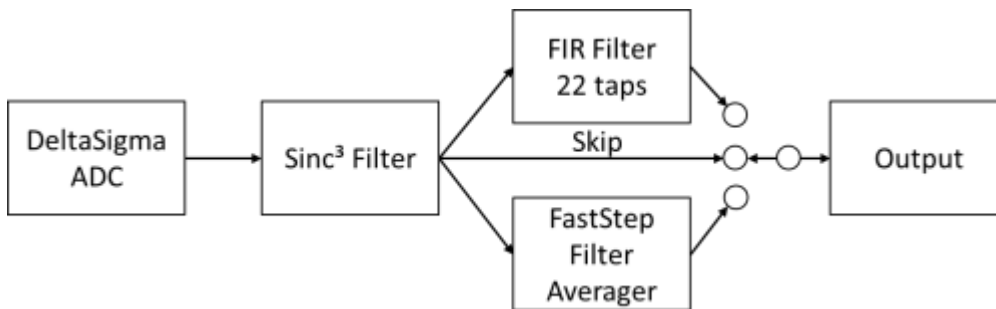 DeltaSigma
ADC
Sinc³ Filter
FIR Filter
22 taps
Skip
FastStep
Filter
Averager
Output